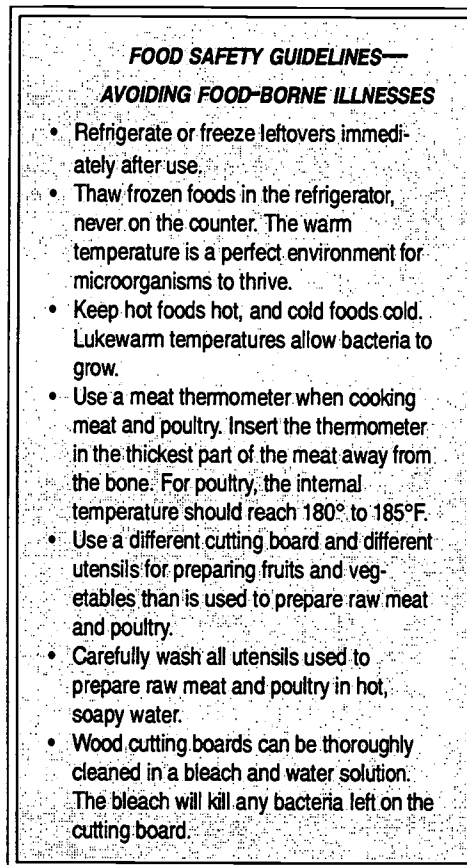 FOOD SAFETY GUIDELINES—
AVOIDING FOOD-BORNE ILLNESSES
• Refrigerate or freeze leftovers immedi-
ately after use.
• Thaw frozen foods in the refrigerator,
never on the counter. The warm
temperature is a perfect environment for
microorganisms to thrive.
• Keep hot foods hot, and cold foods cold.
Lukewarm temperatures allow bacteria to
grow.
• Use a meat thermometer when cooking
meat and poultry. Insert the thermometer
in the thickest part of the meat away from
the bone. For poultry, the internal
temperature should reach 180° to 185°F.
• Use a different cutting board and different
utensils for preparing fruits and veg-
etables than is used to prepare raw meat
and poultry.
• Carefully wash all utensils used to
prepare raw meat and poultry in hot,
soapy water.
• Wood cutting boards can be thoroughly
cleaned in a bleach and water solution.
The bleach will kill any bacteria left on the
cutting board.